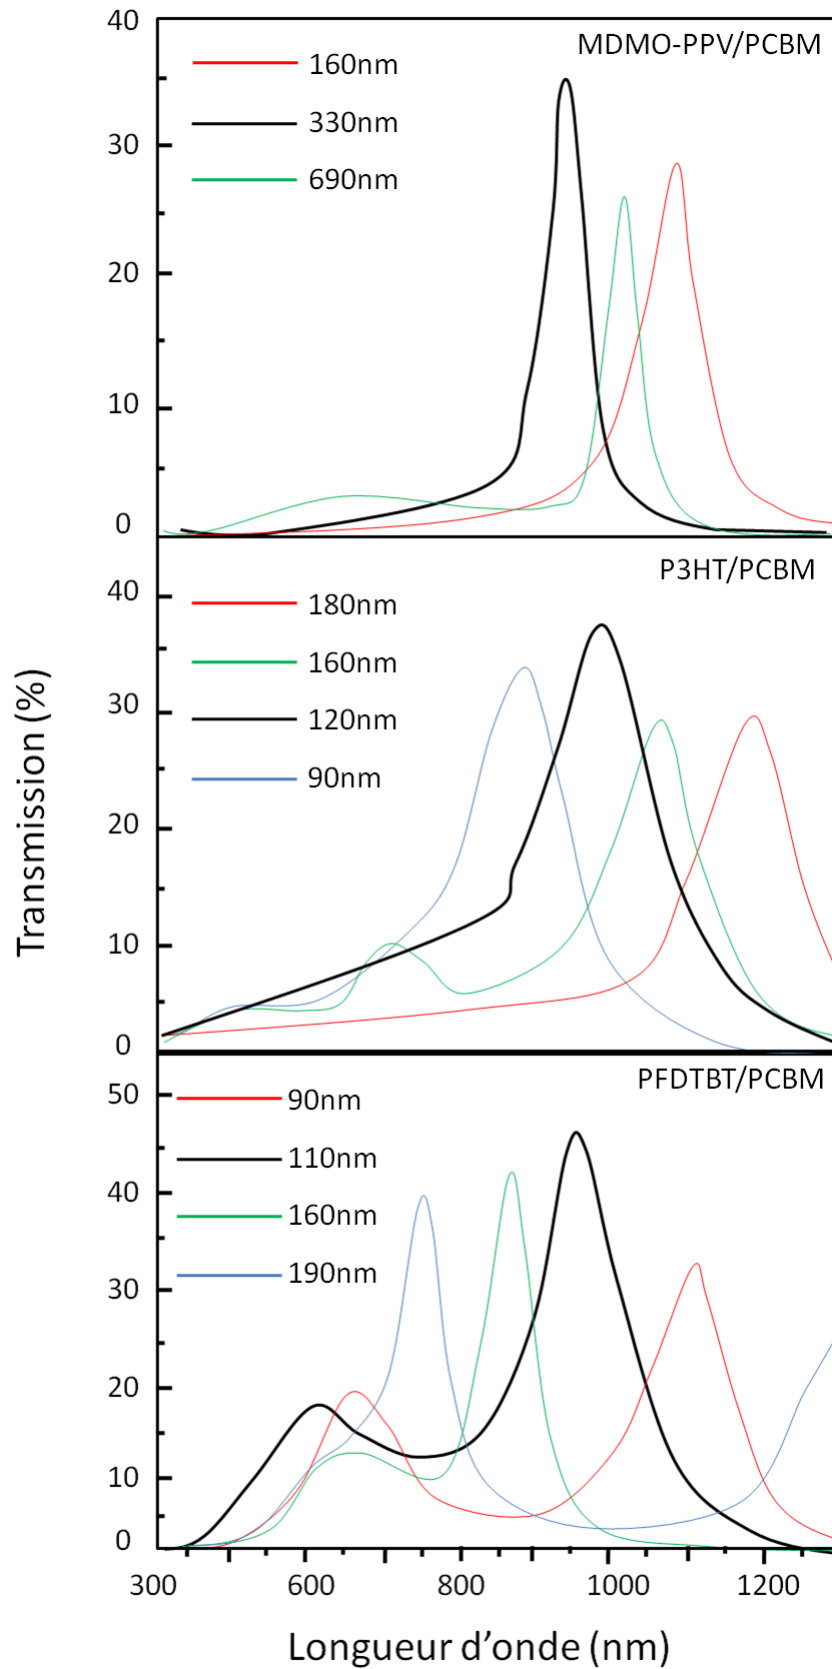 MDMO-PPV/PCBM
160nm
330nm
690nm
40
30
20
10
0
P3HT/PCBM
180nm
160nm
120nm
90nm
40
30
20
10
0
Transmission (%)
PFDTBT/PCBM
90nm
110nm
160nm
190nm
50
40
30
20
10
0
300 600 800 1000 1200
Longueur d’onde (nm)